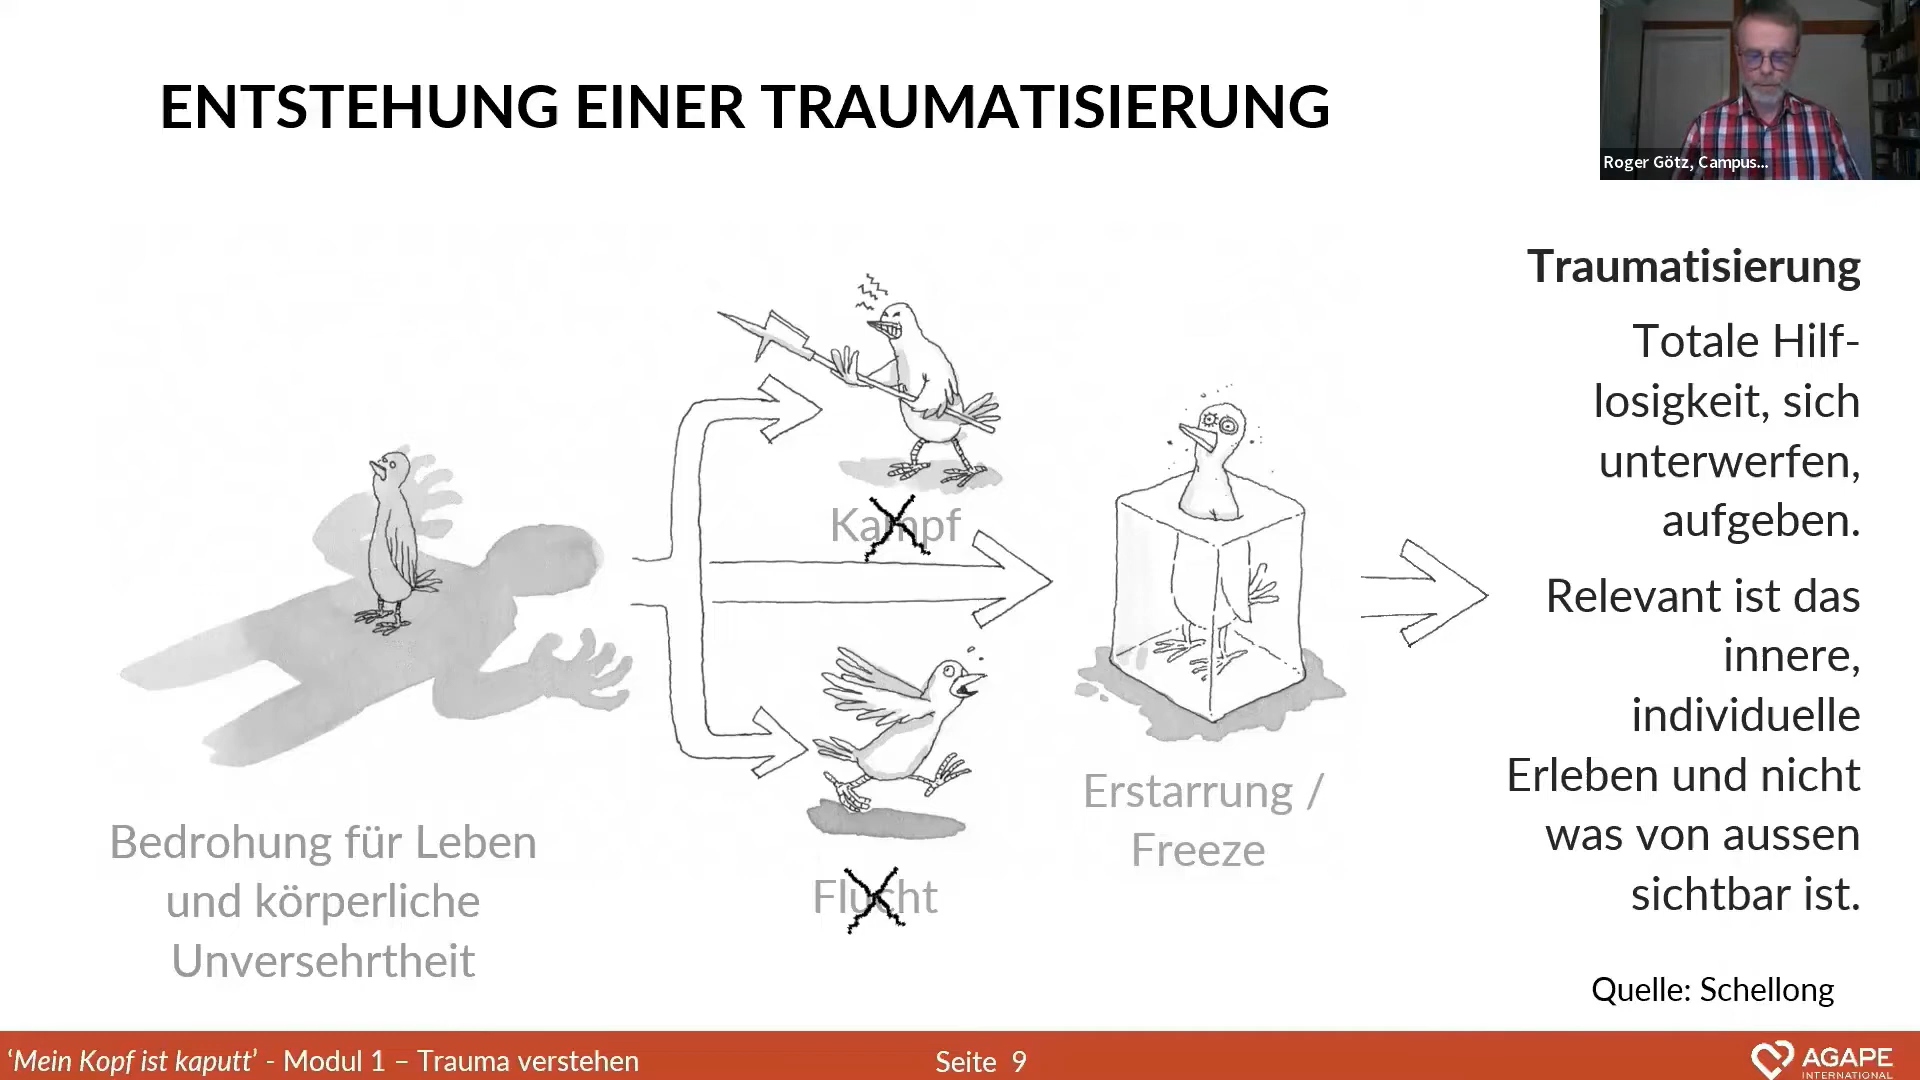 ENTSTEHUNG EINER TRAUMATISIERUNG
Roger Götz, Campus...
Kampf
Flucht
Bedrohung für Leben
und körperliche
Unversehrtheit
Erstarrung /
Freeze
Traumatisierung
Totale Hilf-
losigkeit, sich
unterwerfen,
aufgeben.
Relevant ist das
innere,
individuelle
Erleben und nicht
was von aussen
sichtbar ist.
Quelle: Schellong
‘Mein Kopf ist kaputt’ - Modul 1 – Trauma verstehen
Seite 9
AGAPE
INTERNATIONAL